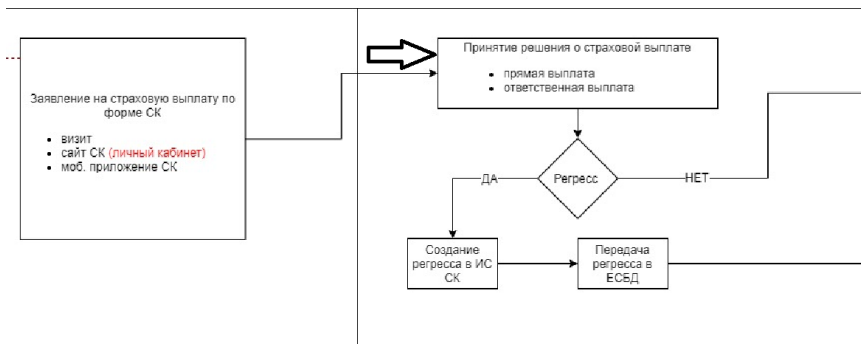 Заявление на страховую выплату по
форме СК
• визит
• сайт СК (личный кабинет)
• моб. приложение СК
Принятие решения о страховой выплате
• прямая выплата
• ответственная выплата
Регресс
ДА
НЕТ
Создание
регресса в ИС
СК
Передача
регресса в
ЕСБД